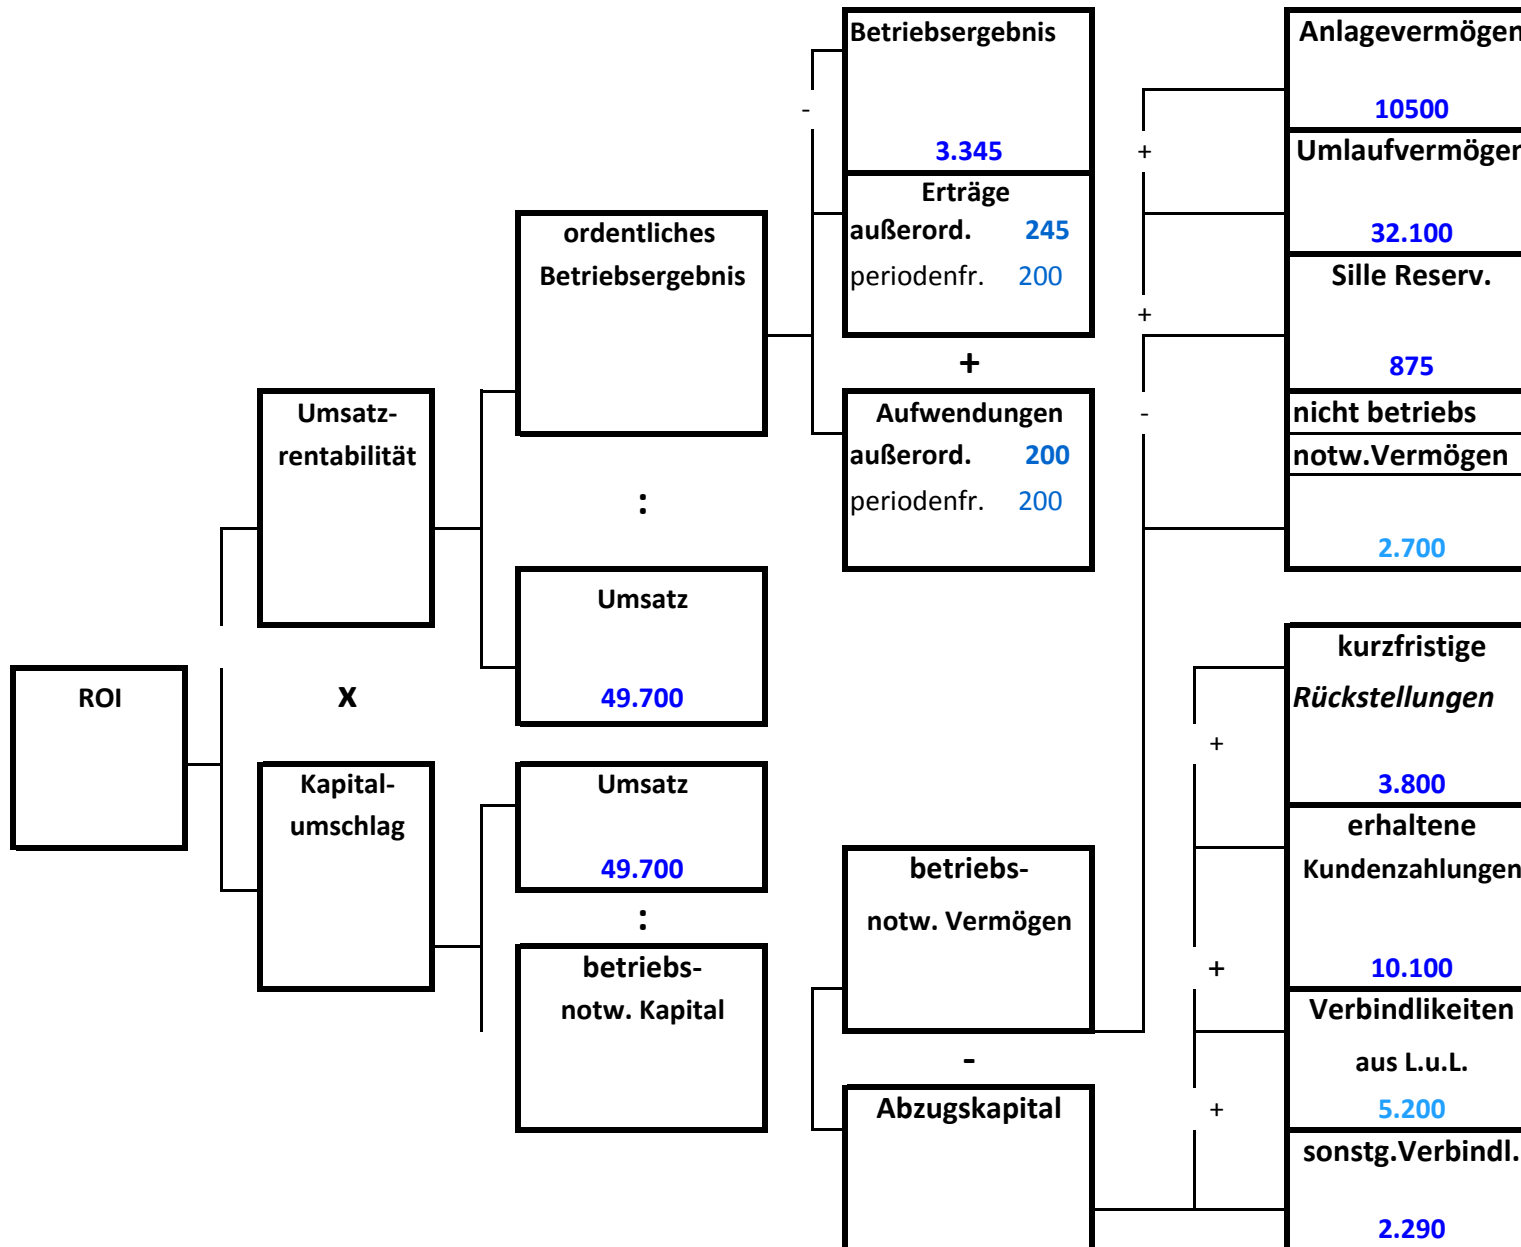 Betriebsergebnis
-
3.345
Erträge
außerord. 245
periodenfr. 200
+
Aufwendungen
außerord. 200
periodenfr. 200
Anlagevermögen
10500
+
Umlaufvermögen
32.100
+
Sille Reserv.
875
-
nicht betriebs
notw.Vermögen
2.700
ordentliches
Betriebsergebnis
:
Umsatz
49.700
Umsatz-
rentabilität
x
ROI
Kapital-
umschlag
Umsatz
49.700
:
betriebs-
notw. Kapital
betriebs-
notw. Vermögen
-
Abzugskapital
kurzfristige
Rückstellungen
+
3.800
erhaltene
Kundenzahlungen
+
10.100
Verbindlikeiten
aus L.u.L.
+
5.200
sonstg.Verbindl.
2.290